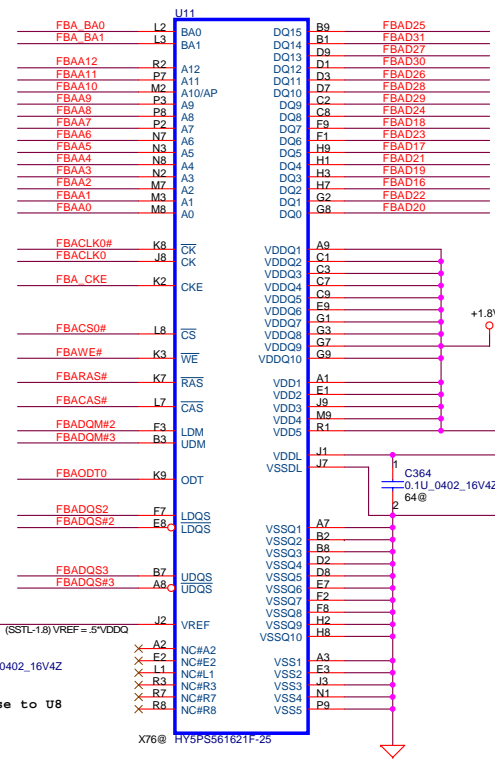 U11
FBA_BA0 L2 BA0 DQ15 B9 FBAD25
FBA_BA1 L3 BA1 DQ14 B1 FBAD31
DQ13 D9 FBAD27
FBAA12 R2 A12 DQ12 D1 FBAD30
FBAA11 P7 A11 DQ11 D3 FBAD26
FBAA10 M2 A10/AP DQ10 D7 FBAD28
FBAA9 P3 A9 DQ9 C2 FBAD29
FBAA8 P8 A8 DQ8 C8 FBAD24
FBAA7 P2 A7 DQ7 F9 FBAD18
FBAA6 N7 A6 DQ6 F1 FBAD23
FBAA5 N3 A5 DQ5 H9 FBAD17
FBAA4 N8 A4 DQ4 H1 FBAD21
FBAA3 N2 A3 DQ3 H3 FBAD19
FBAA2 M7 A2 DQ2 H7 FBAD16
FBAA1 M3 A1 DQ1 G2 FBAD22
FBAA0 M8 A0 DQ0 G8 FBAD20
FBACLK0# K8 CK VDDQ1 A9
FBACLK0 J8 CK VDDQ2 C1
VDDQ3 C3
FBA_CKE K2 CKE VDDQ4 C7
VDDQ5 C9
VDDQ6 E9
VDDQ7 G1
+1.8V
FBACS0# L8 CS VDDQ8 G3
VDDQ9 G7
FBAWE# K3 WE VDDQ10 G9
FBARAS# K7 RAS VDD1 A1
VDD2 E1
FBACAS# L7 CAS VDD3 J9
VDD4 M9
FBADQM#2 F3 LDM VDD5 R1
FBADQM#3 B3 UDM
VDDL J1
VSSDL J7
1
FBAODT0 K9 ODT
C364
0.1U_0402_16V4Z
64@
2
FBADQS2 F7 LDQS
FBADQS#2 E8 LDQS VSSQ1 A7
VSSQ2 B2
VSSQ3 B8
VSSQ4 D2
FBADQS3 B7 UDQS VSSQ5 D8
FBADQS#3 A8 UDQS VSSQ6 E7
VSSQ7 F2
VSSQ8 F8
J2 VREF VSSQ9 H2
(SSTL-1.8) VREF = .5*VDDQ VSSQ10 H8
A2 NC#A2
E2 NC#E2 VSS1 A3
0402_16V4Z L1 NC#L1 VSS2 E3
R3 NC#R3 VSS3 J3
R7 NC#R7 VSS4 N1
se to U8 R8 NC#R8 VSS5 P9
X76@ HY5PS561621F-25